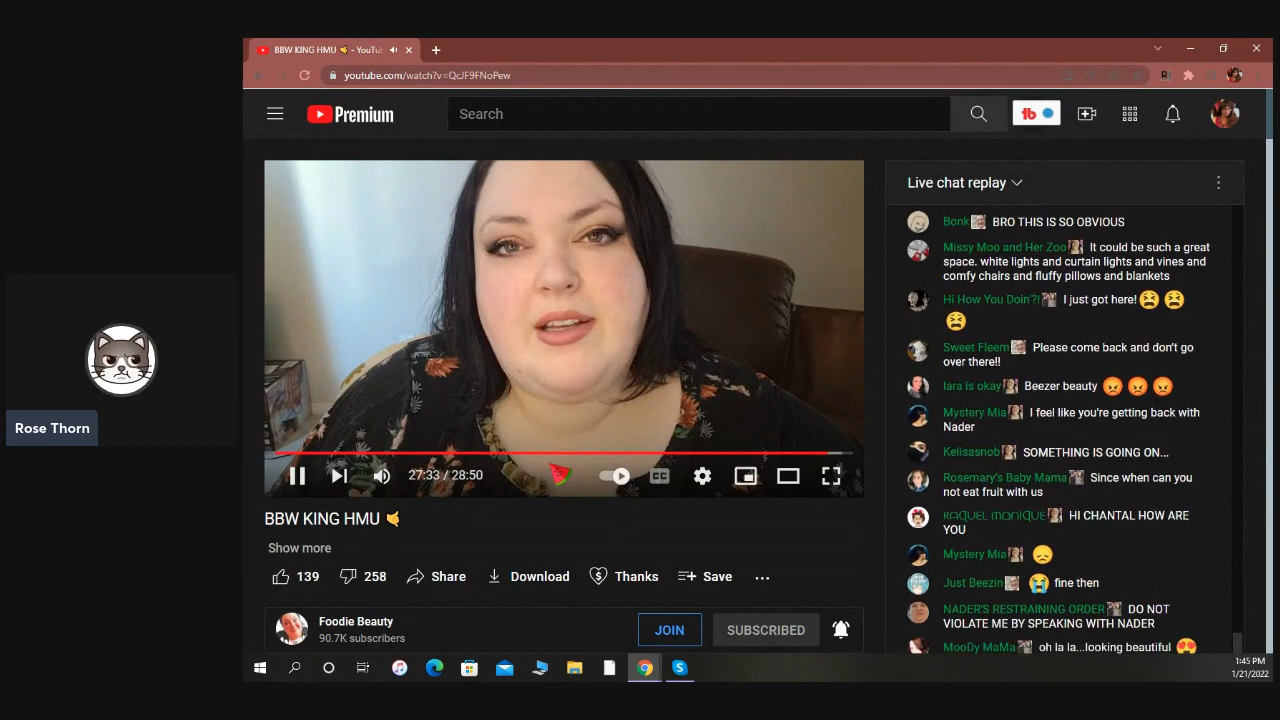 BBW KING HMU 🤙 - YouTu
youtube.com/watch?v=QcJF9FNoPew
Premium
Search
Live chat replay
Bonk BRO THIS IS SO OBVIOUS
Missy Moo and Her Zoo It could be such a great
space. white lights and curtain lights and vines and
comfy chairs and fluffy pillows and blankets
Hi How You Doin'?! I just got here! 😫 😫
😫
Sweet Fleem Please come back and don't go
over there!!
lara is okay Beezer beauty 😡 😡 😡
Mystery Mia I feel like you're getting back with
Nader
Kelisasnob SOMETHING IS GOING ON...
Rosemary's Baby Mama Since when can you
not eat fruit with us
RAQUEL MONIQUE HI CHANTAL HOW ARE
YOU
Mystery Mia 😞
Just Beezin 😭 fine then
NADER'S RESTRAINING ORDER DO NOT
VIOLATE ME BY SPEAKING WITH NADER
MooDy MaMa oh la la...looking beautiful 😍
Rose Thorn
27:33 / 28:50
CC
BBW KING HMU 🤙
Show more
139 258 Share Download Thanks Save ...
Foodie Beauty
90.7K subscribers
JOIN SUBSCRIBED
1:45 PM
1/21/2022